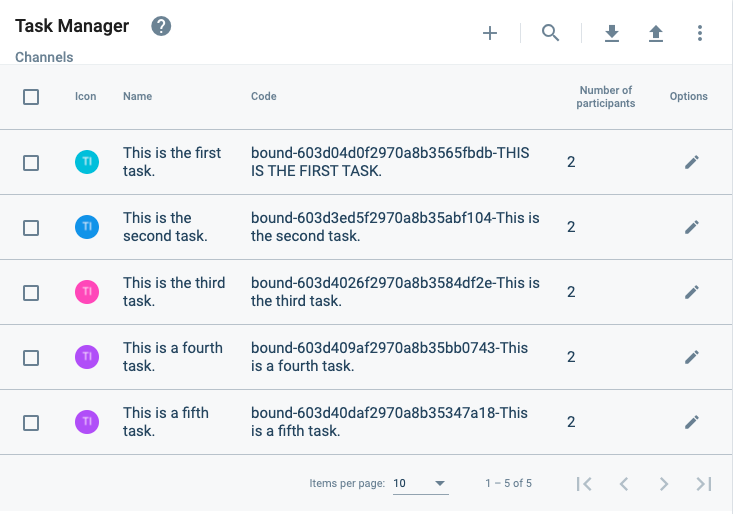 Task Manager
?
Channels
Icon
Name
Code
Number of
participants
Options
TI
This is the first
task.
bound-603d04d0f2970a8b3565fbdb-THIS
IS THE FIRST TASK.
2
TI
This is the
second task.
bound-603d3ed5f2970a8b35abf104-This is
the second task.
2
TI
This is the third
task.
bound-603d4026f2970a8b3584df2e-This is
the third task.
2
TI
This is a fourth
task.
bound-603d409af2970a8b35bb0743-This
is a fourth task.
2
TI
This is a fifth
task.
bound-603d40daf2970a8b35347a18-This
is a fifth task.
2
Items per page:
10
1 – 5 of 5